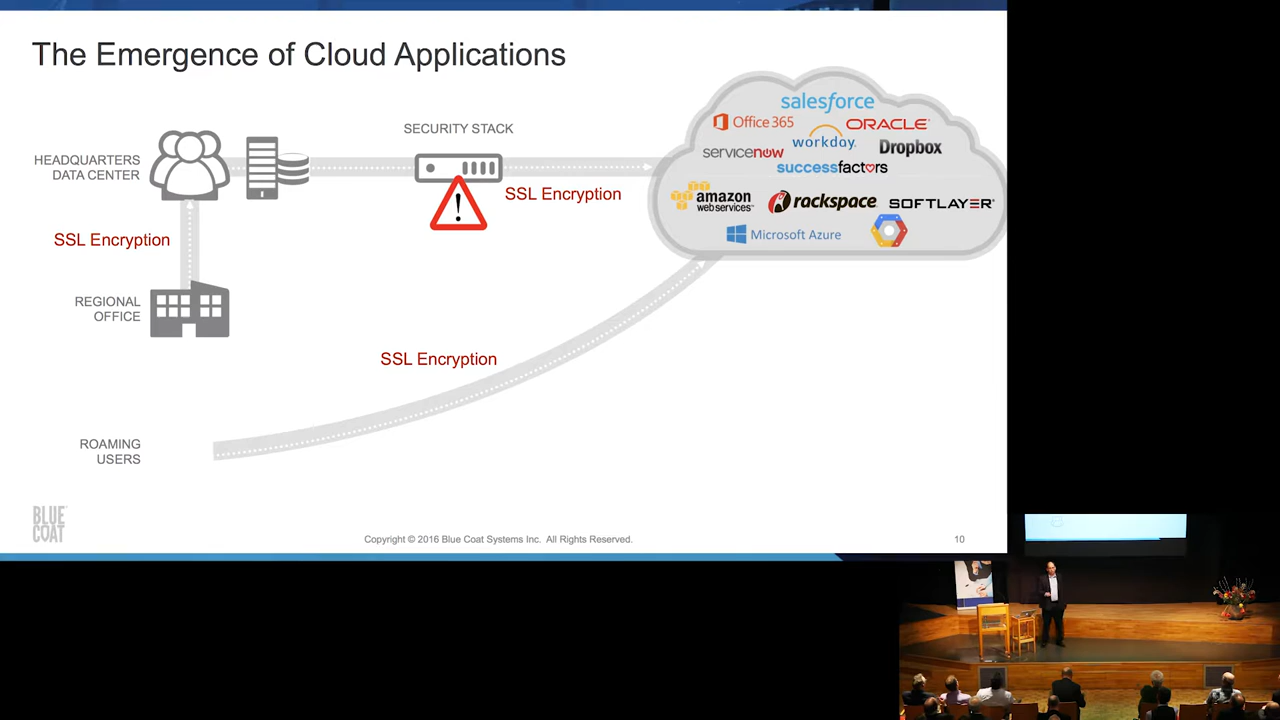 The Emergence of Cloud Applications
SECURITY STACK
HEADQUARTERS
DATA CENTER
SSL Encryption
SSL Encryption
REGIONAL
OFFICE
SSL Encryption
ROAMING
USERS
salesforce
Office 365
ORACLE
workday.
servicenow
Dropbox
successfactors
amazon
web services
rackspace
SOFTLAYER
Microsoft Azure
BLUE
COAT
Copyright © 2016 Blue Coat Systems Inc. All Rights Reserved.
10